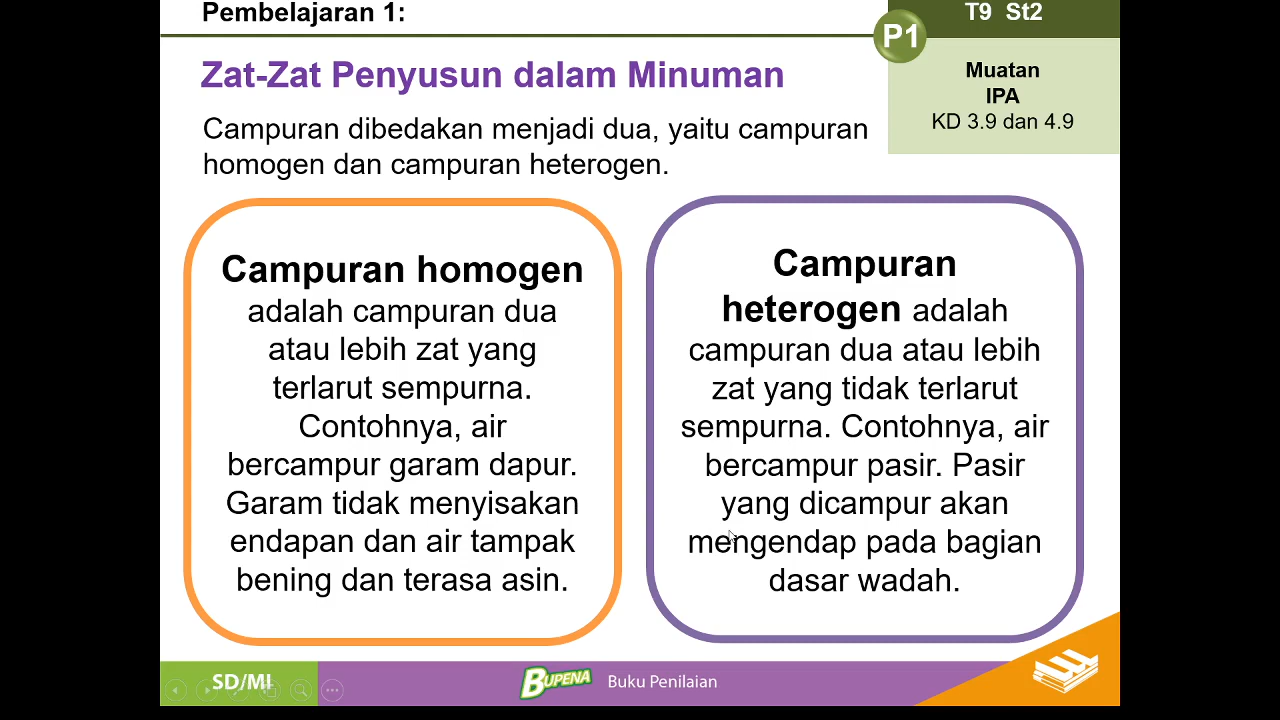 Pembelajaran 1:
T9 St2
P1
Muatan
IPA
KD 3.9 dan 4.9
Zat-Zat Penyusun dalam Minuman
Campuran dibedakan menjadi dua, yaitu campuran
homogen dan campuran heterogen.
Campuran homogen
adalah campuran dua
atau lebih zat yang
terlarut sempurna.
Contohnya, air
bercampur garam dapur.
Garam tidak menyisakan
endapan dan air tampak
bening dan terasa asin.
Campuran
heterogen adalah
campuran dua atau lebih
zat yang tidak terlarut
sempurna. Contohnya, air
bercampur pasir. Pasir
yang dicampur akan
mengendap pada bagian
dasar wadah.
SD/MI
BUPENA
Buku Penilaian